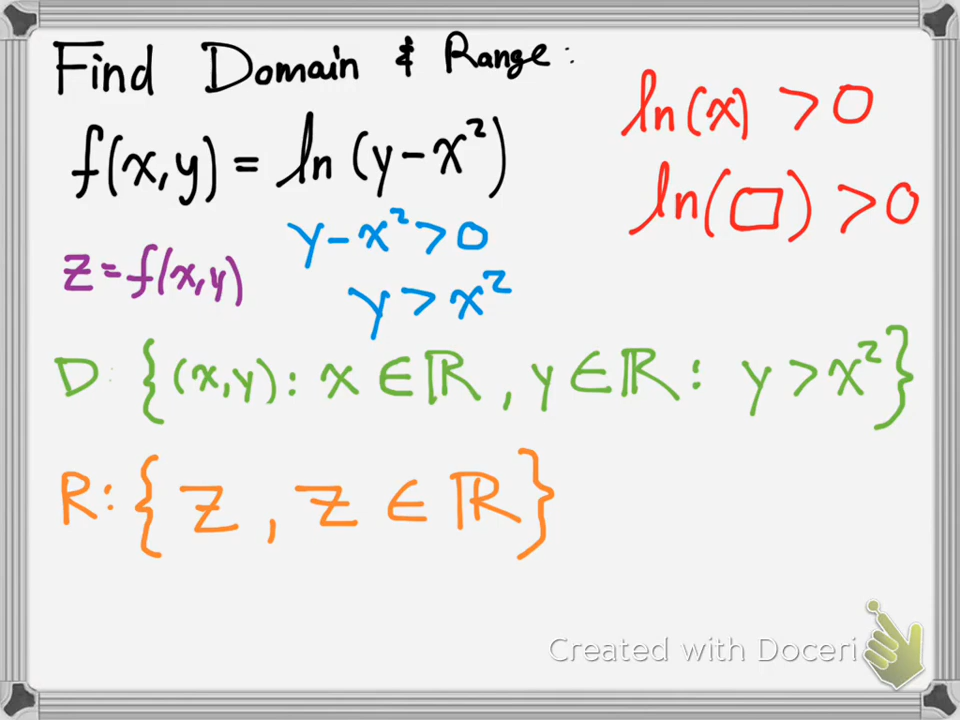 Find Domain & Range:
f(x,y) = ln(y-x²)
ln(x) > 0
ln(□) > 0
y-x²>0
z=f(x,y)
y > x²
D: {(x,y): x ∈ ℝ, y ∈ ℝ: y > x²}
R: {z, z ∈ ℝ}
Created with Doceri